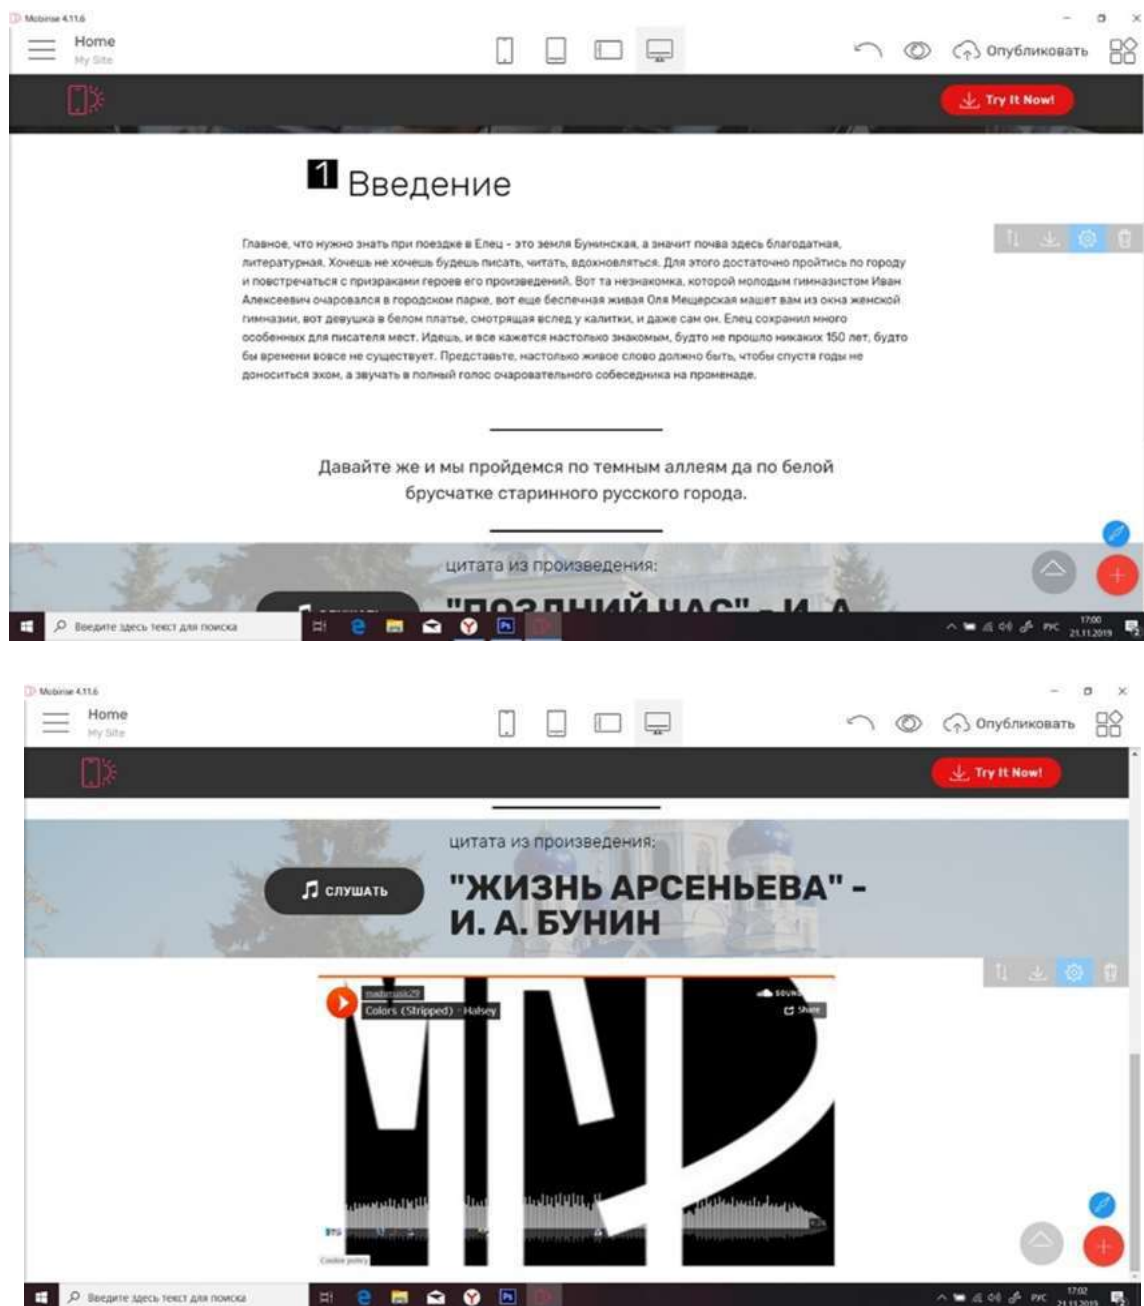 Mobirise 4.11.6
Home
My Site
Опубликовать
Try It Now!
1 Введение
Главное, что нужно знать при поездке в Елец - это земля Бунинская, а значит почва здесь благодатная,
литературная. Хочешь не хочешь будешь писать, читать, вдохновляться. Для этого достаточно пройтись по городу
и повстречаться с призраками героев его произведений. Вот та незнакомка, которой молодым гимназистом Иван
Алексеевич очаровался в городском парке, вот еще беспечная живая Оля Мещерская машет вам из окна женской
гимназии, вот девушка в белом платье, смотрящая вслед у калитки, и даже сам он. Елец сохранил много
особенных для писателя мест. Идешь, и все кажется настолько знакомым, будто не прошло никаких 150 лет, будто
бы времени вовсе не существует. Представьте, настолько живое слово должно быть, чтобы спустя годы не
доноситься эхом, а звучать в полный голос очаровательного собеседника на променаде.
Давайте же и мы пройдемся по темным аллеям да по белой
брусчатке старинного русского города.
цитата из произведения:
СЛУШАТЬ
"ПОЗДНИЙ ЧАС" - И. А.
Введите здесь текст для поиска
Ps
РУС
17:00
21.11.2019
Mobirise 4.11.6
Home
My Site
Опубликовать
Try It Now!
цитата из произведения:
СЛУШАТЬ
"ЖИЗНЬ АРСЕНЬЕВА" -
И. А. БУНИН
Colors (Stripped) - Halsey
Share
Cookie policy
Введите здесь текст для поиска
Ps
РУС
17:02
21.11.2019